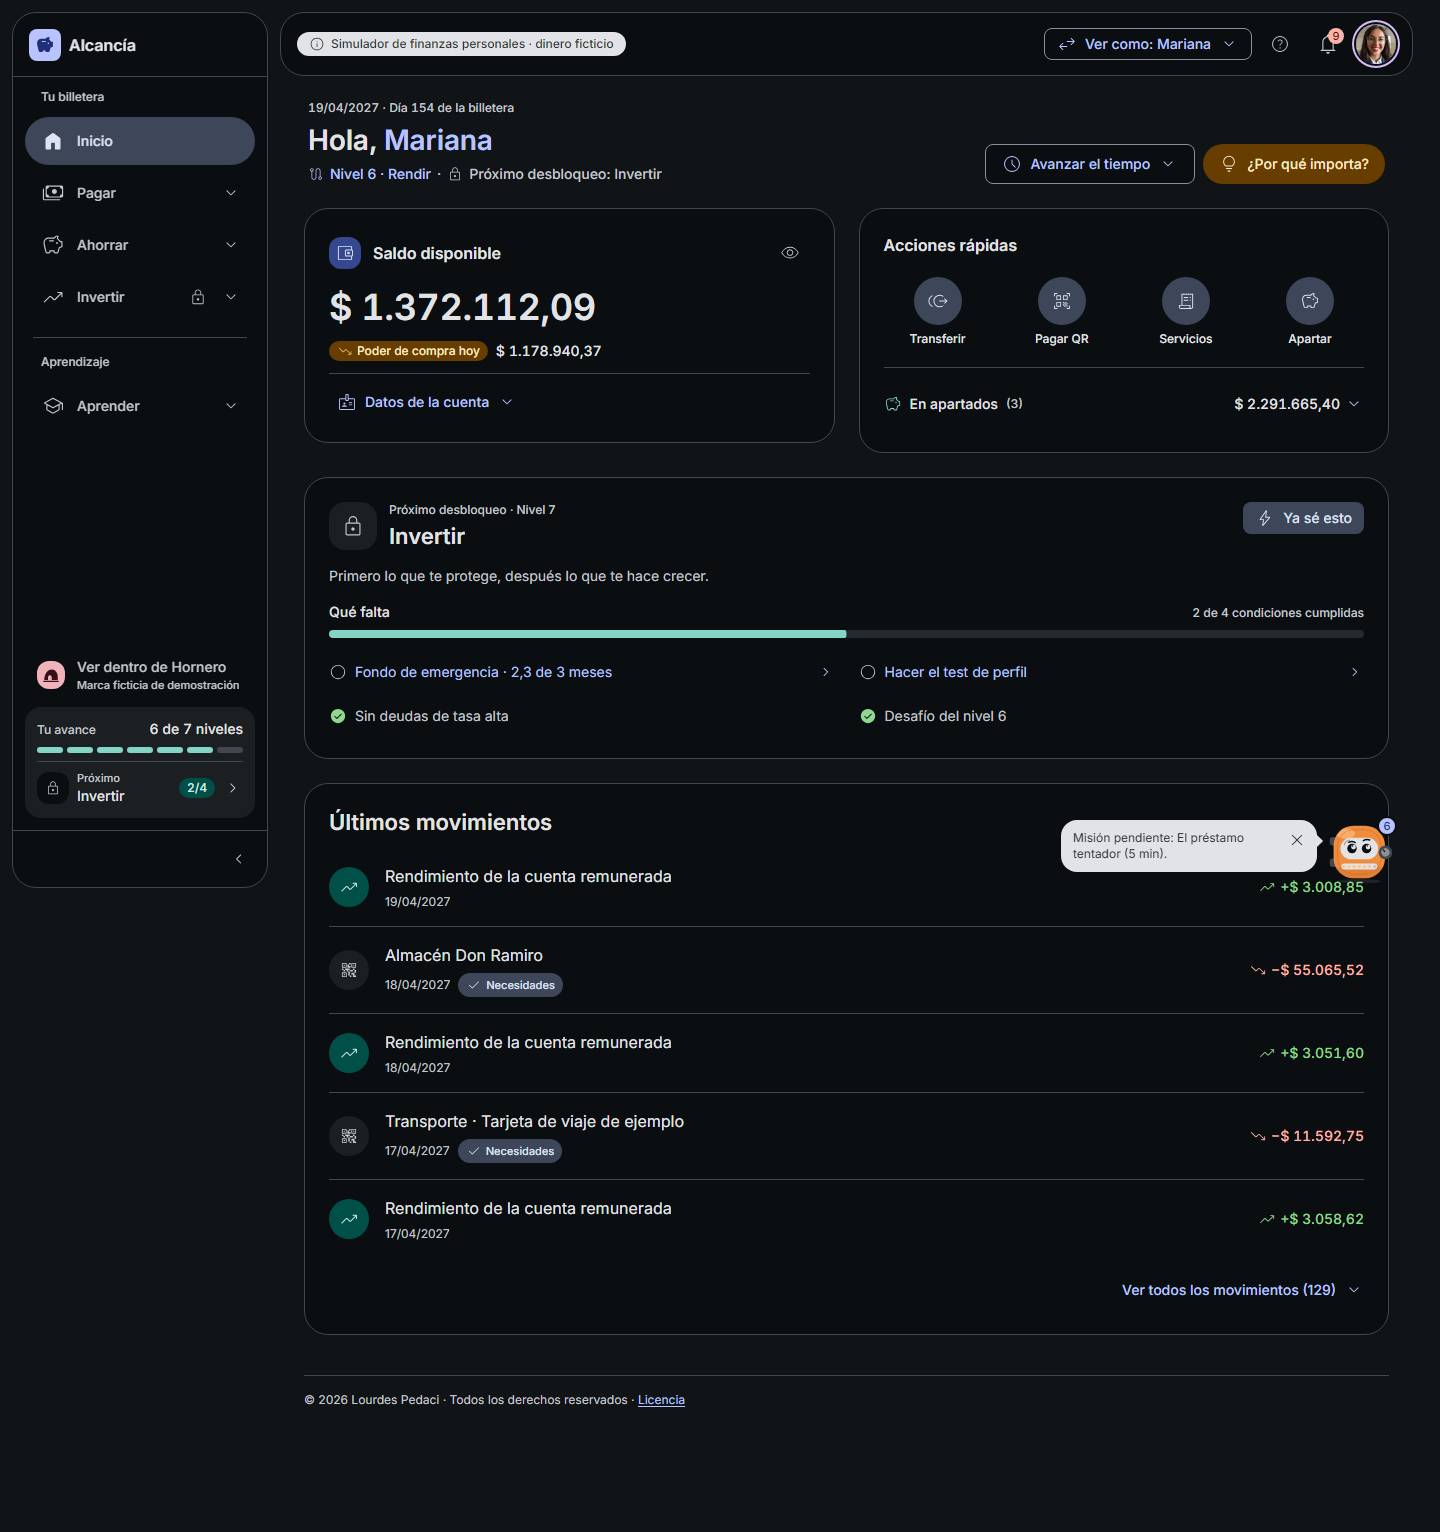 Alcancía
Tu billetera
Inicio
Pagar
Ahorrar
Invertir
Aprendizaje
Aprender
Ver dentro de Hornero
Marca ficticia de demostración
Tu avance 6 de 7 niveles
Próximo
Invertir
2/4
Simulador de finanzas personales · dinero ficticio
Ver como: Mariana
9
19/04/2027 · Día 154 de la billetera
Hola, Mariana
Nivel 6 · Rendir · Próximo desbloqueo: Invertir
Avanzar el tiempo
¿Por qué importa?
Saldo disponible
$ 1.372.112,09
Poder de compra hoy $ 1.178.940,37
Datos de la cuenta
Acciones rápidas
Transferir
Pagar QR
Servicios
Apartar
En apartados (3) $ 2.291.665,40
Próximo desbloqueo · Nivel 7
Invertir
Ya sé esto
Primero lo que te protege, después lo que te hace crecer.
Qué falta 2 de 4 condiciones cumplidas
Fondo de emergencia · 2,3 de 3 meses
Hacer el test de perfil
Sin deudas de tasa alta
Desafío del nivel 6
Últimos movimientos
Misión pendiente: El préstamo
tentador (5 min).
6
Rendimiento de la cuenta remunerada
19/04/2027
+$ 3.008,85
Almacén Don Ramiro
18/04/2027 Necesidades
−$ 55.065,52
Rendimiento de la cuenta remunerada
18/04/2027
+$ 3.051,60
Transporte · Tarjeta de viaje de ejemplo
17/04/2027 Necesidades
−$ 11.592,75
Rendimiento de la cuenta remunerada
17/04/2027
+$ 3.058,62
Ver todos los movimientos (129)
© 2026 Lourdes Pedaci · Todos los derechos reservados · Licencia